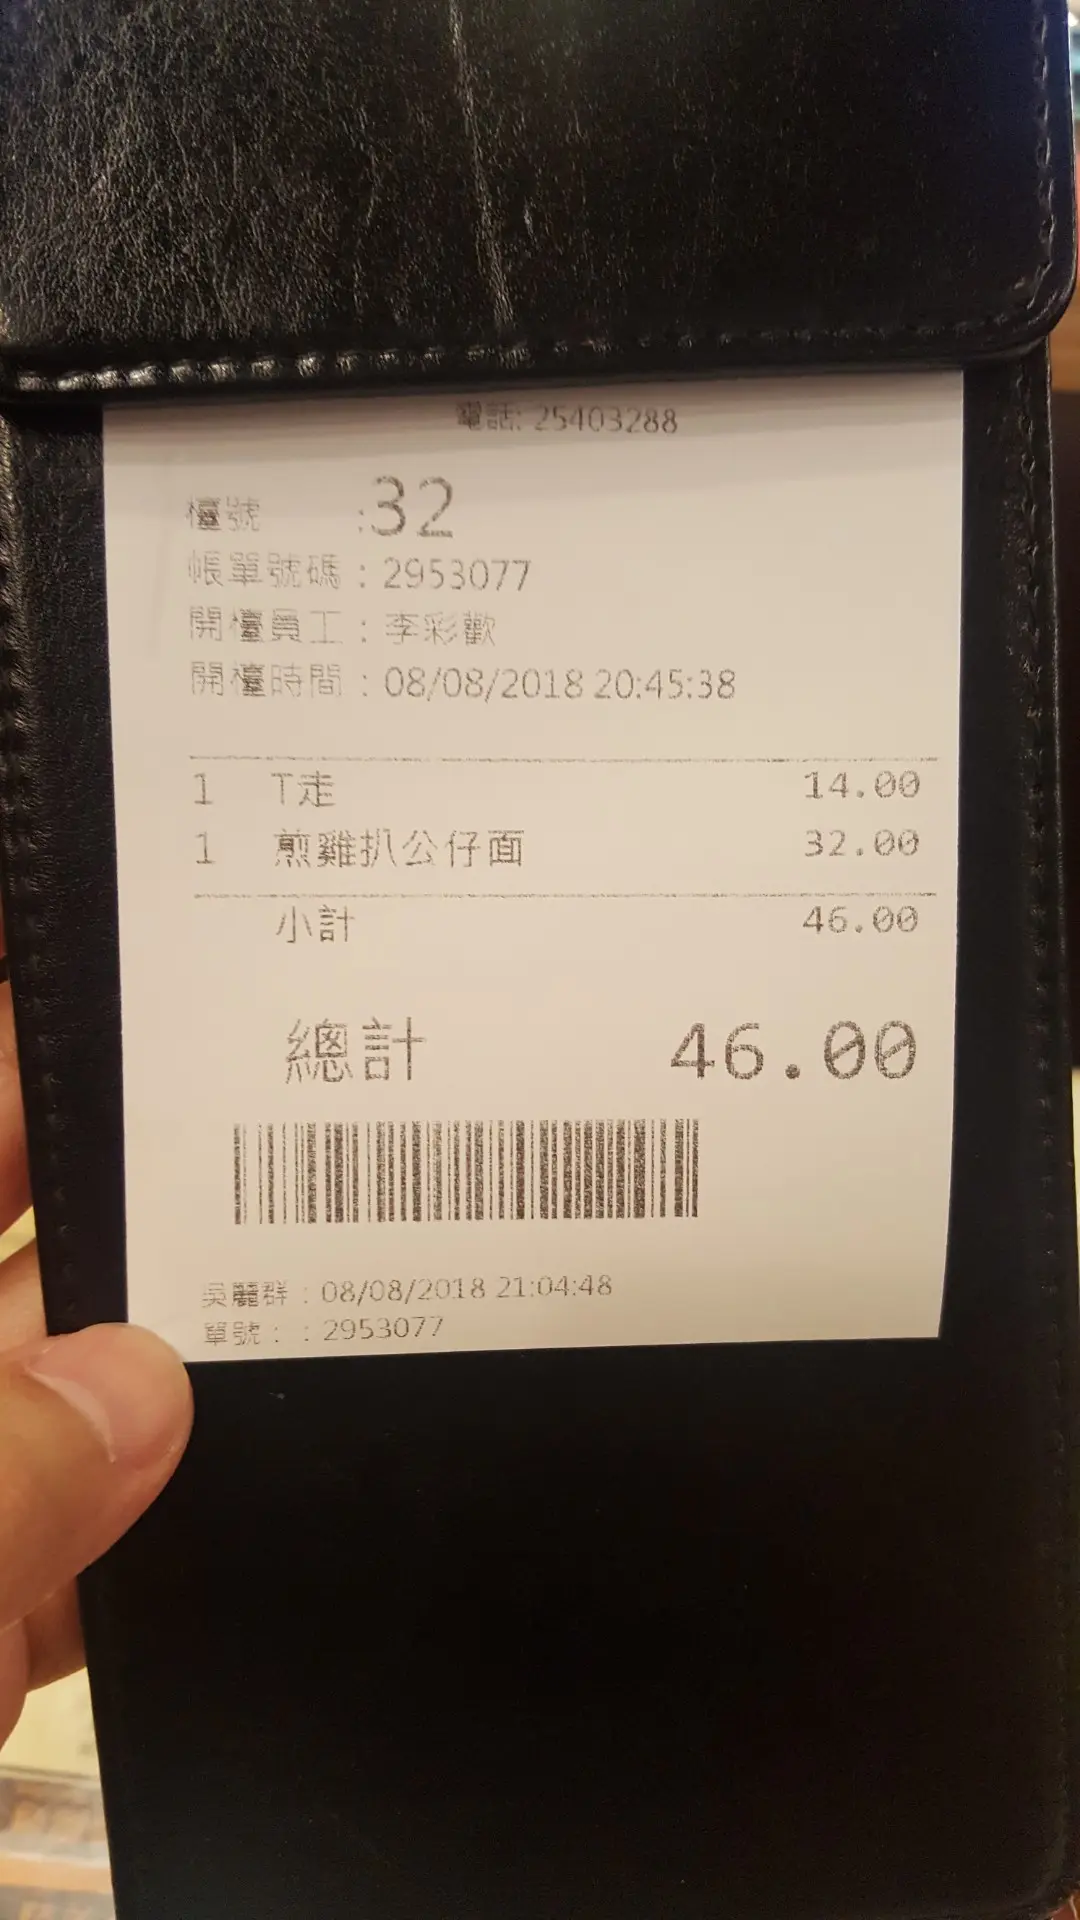 電話: 25403288
檯號 :32
帳單號碼 : 2953077
開檯員工 : 李彩歡
開檯時間 : 08/08/2018 20:45:38
1 T走 14.00
1 煎雞扒公仔面 32.00
小計 46.00
總計 46.00
吳麗群 : 08/08/2018 21:04:48
單號 : : 2953077